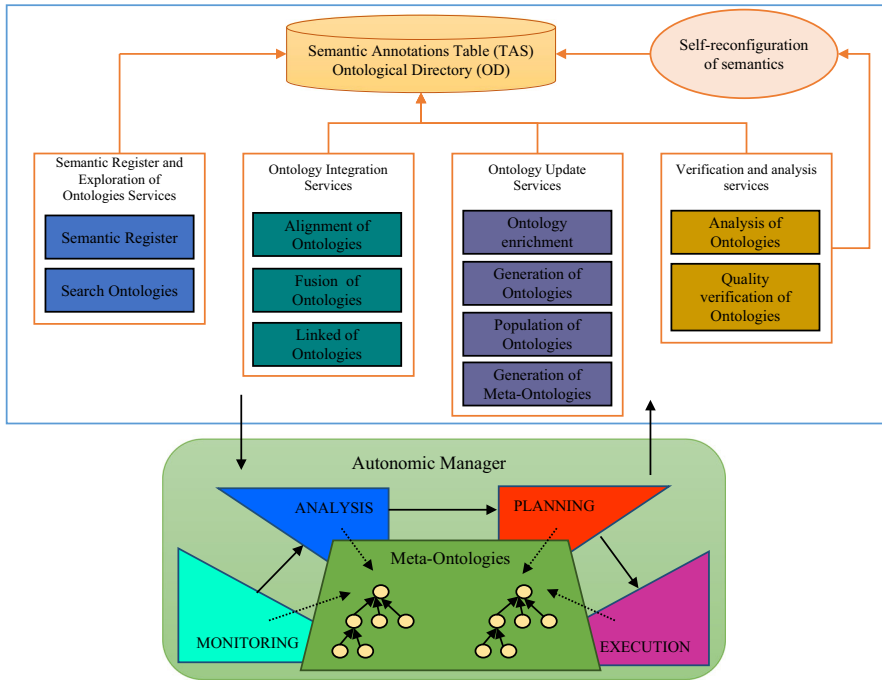 Semantic Annotations Table (TAS)
Ontological Directory (OD)
Self-reconfiguration
of semantics
Semantic Register and
Exploration of
Ontologies Services
Semantic Register
Search Ontologies
Ontology Integration
Services
Alignment of
Ontologies
Fusion of
Ontologies
Linked of
Ontologies
Ontology Update
Services
Ontology
enrichment
Generation of
Ontologies
Population of
Ontologies
Generation of
Meta-Ontologies
Verification and analysis
services
Analysis of
Ontologies
Quality
verification of
Ontologies
Autonomic Manager
ANALYSIS
PLANNING
Meta-Ontologies
MONITORING
EXECUTION